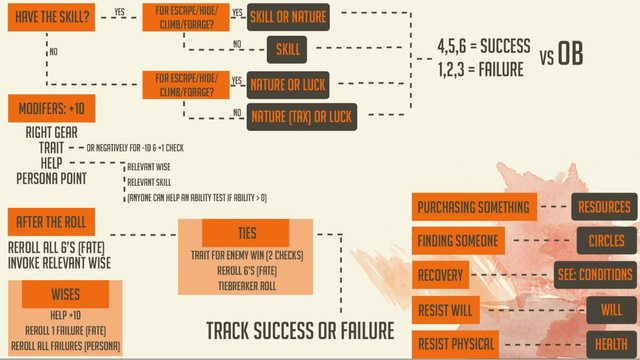 HAVE THE SKILL?
YES
FOR ESCAPE/HIDE/
CLIMB/FORAGE?
YES
SKILL OR NATURE
NO
SKILL
NO
FOR ESCAPE/HIDE/
CLIMB/FORAGE?
YES
NATURE OR LUCK
NO
NATURE (TAX) OR LUCK
4,5,6 = SUCCESS
1,2,3 = FAILURE
VS OB
MODIFERS: +1D
RIGHT GEAR
TRAIT
OR NEGATIVELY FOR -1D & +1 CHECK
HELP
RELEVANT WISE
RELEVANT SKILL
(ANYONE CAN HELP AN ABILITY TEST IF ABILITY > 0)
PERSONA POINT
AFTER THE ROLL
REROLL ALL 6'S (FATE)
INVOKE RELEVANT WISE
WISES
HELP +1D
REROLL 1 FAILURE (FATE)
REROLL ALL FAILURES (PERSONA)
TIES
TRAIT FOR ENEMY WIN (2 CHECKS)
REROLL 6'S (FATE)
TIEBREAKER ROLL
TRACK SUCCESS OR FAILURE
PURCHASING SOMETHING
RESOURCES
FINDING SOMEONE
CIRCLES
RECOVERY
SEE: CONDITIONS
RESIST WILL
WILL
RESIST PHYSICAL
HEALTH